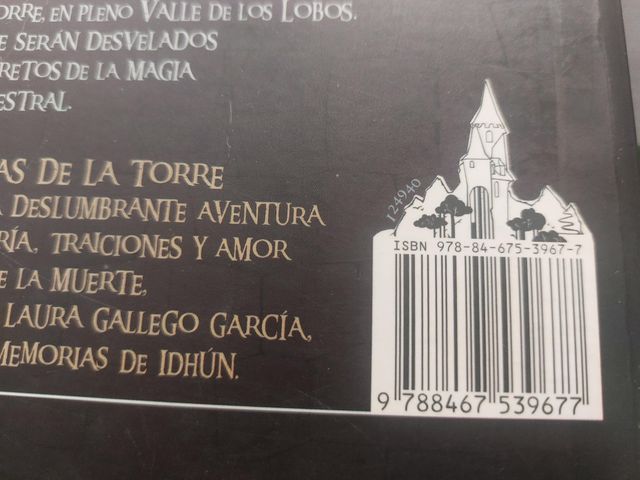 ORRE, EN PLENO VALLE DE LOS LOBOS.
E SERÁN DESVELADOS
RETOS DE LA MAGIA
ESTRAL.
AS DE LA TORRE
A DESLUMBRANTE AVENTURA
RÍA, TRAICIONES Y AMOR
E LA MUERTE,
LAURA GALLEGO GARCÍA,
MEMORIAS DE IDHÚN.
124940
ISBN 978-84-675-3967-7
9 788467 539677